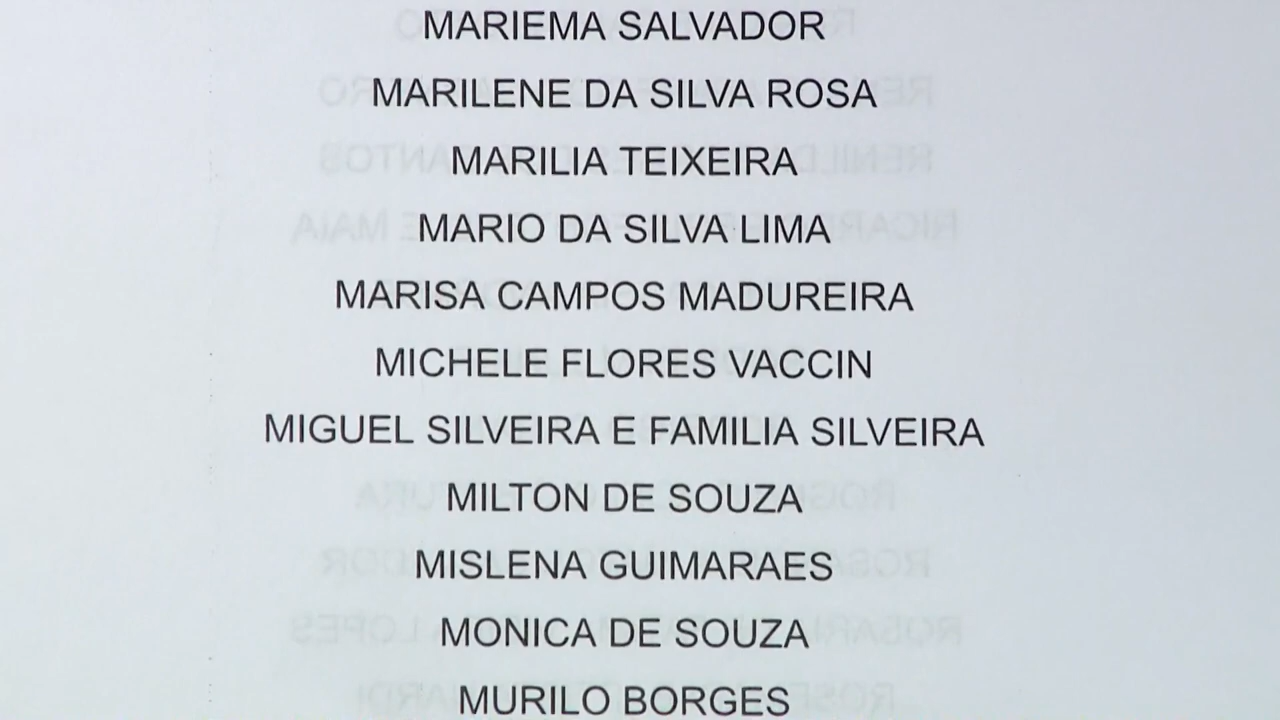 MARIEMA SALVADOR
MARILENE DA SILVA ROSA
MARILIA TEIXEIRA
MARIO DA SILVA LIMA
MARISA CAMPOS MADUREIRA
MICHELE FLORES VACCIN
MIGUEL SILVEIRA E FAMILIA SILVEIRA
MILTON DE SOUZA
MISLENA GUIMARAES
MONICA DE SOUZA
MURILO BORGES